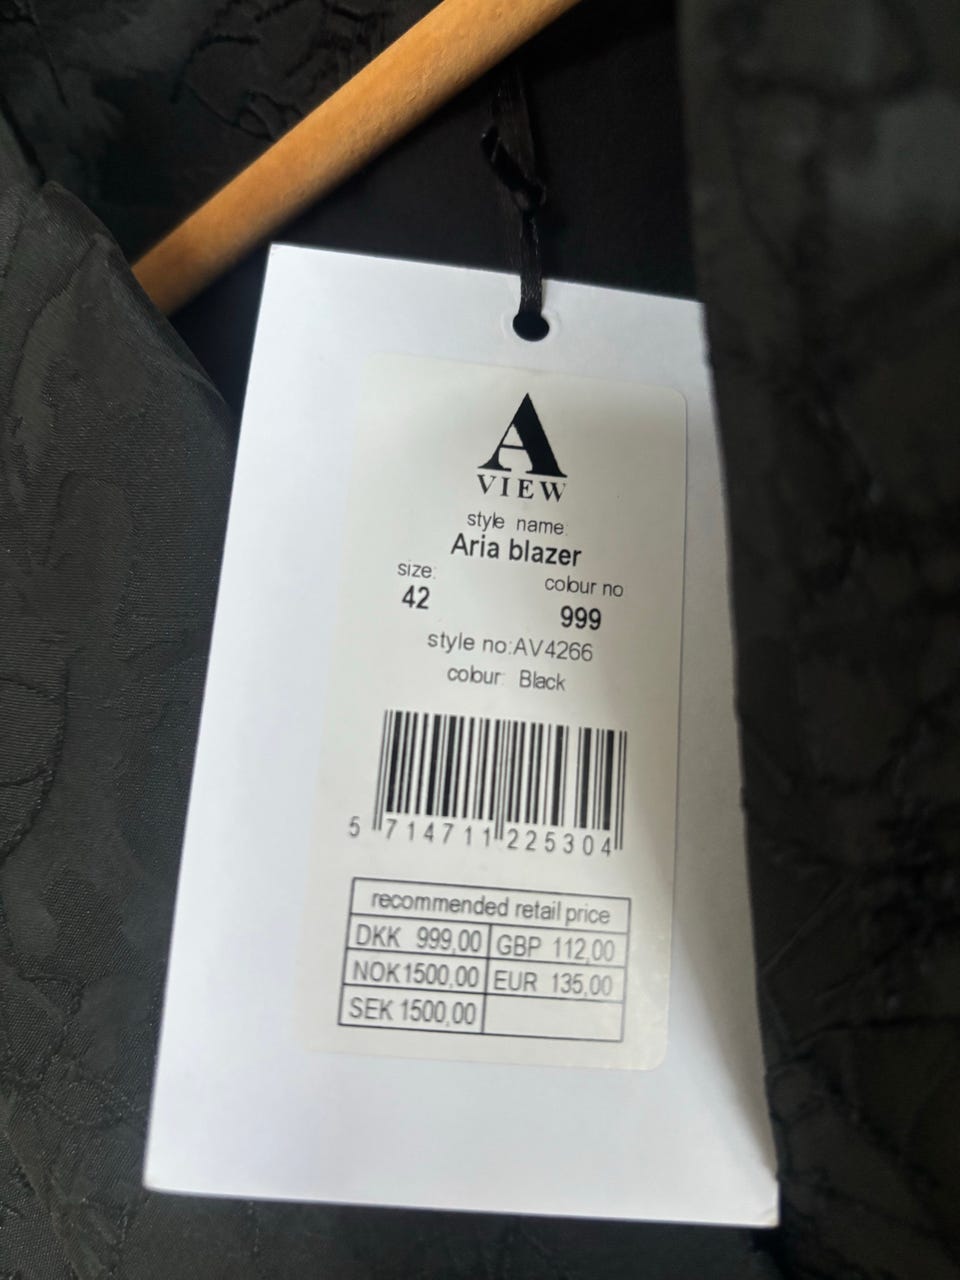 A
VIEW
style name:
Aria blazer
size: colour no
42 999
style no:AV4266
colour: Black
5 714711 225304
recommended retail price
DKK 999,00 GBP 112,00
NOK1500,00 EUR 135,00
SEK 1500,00